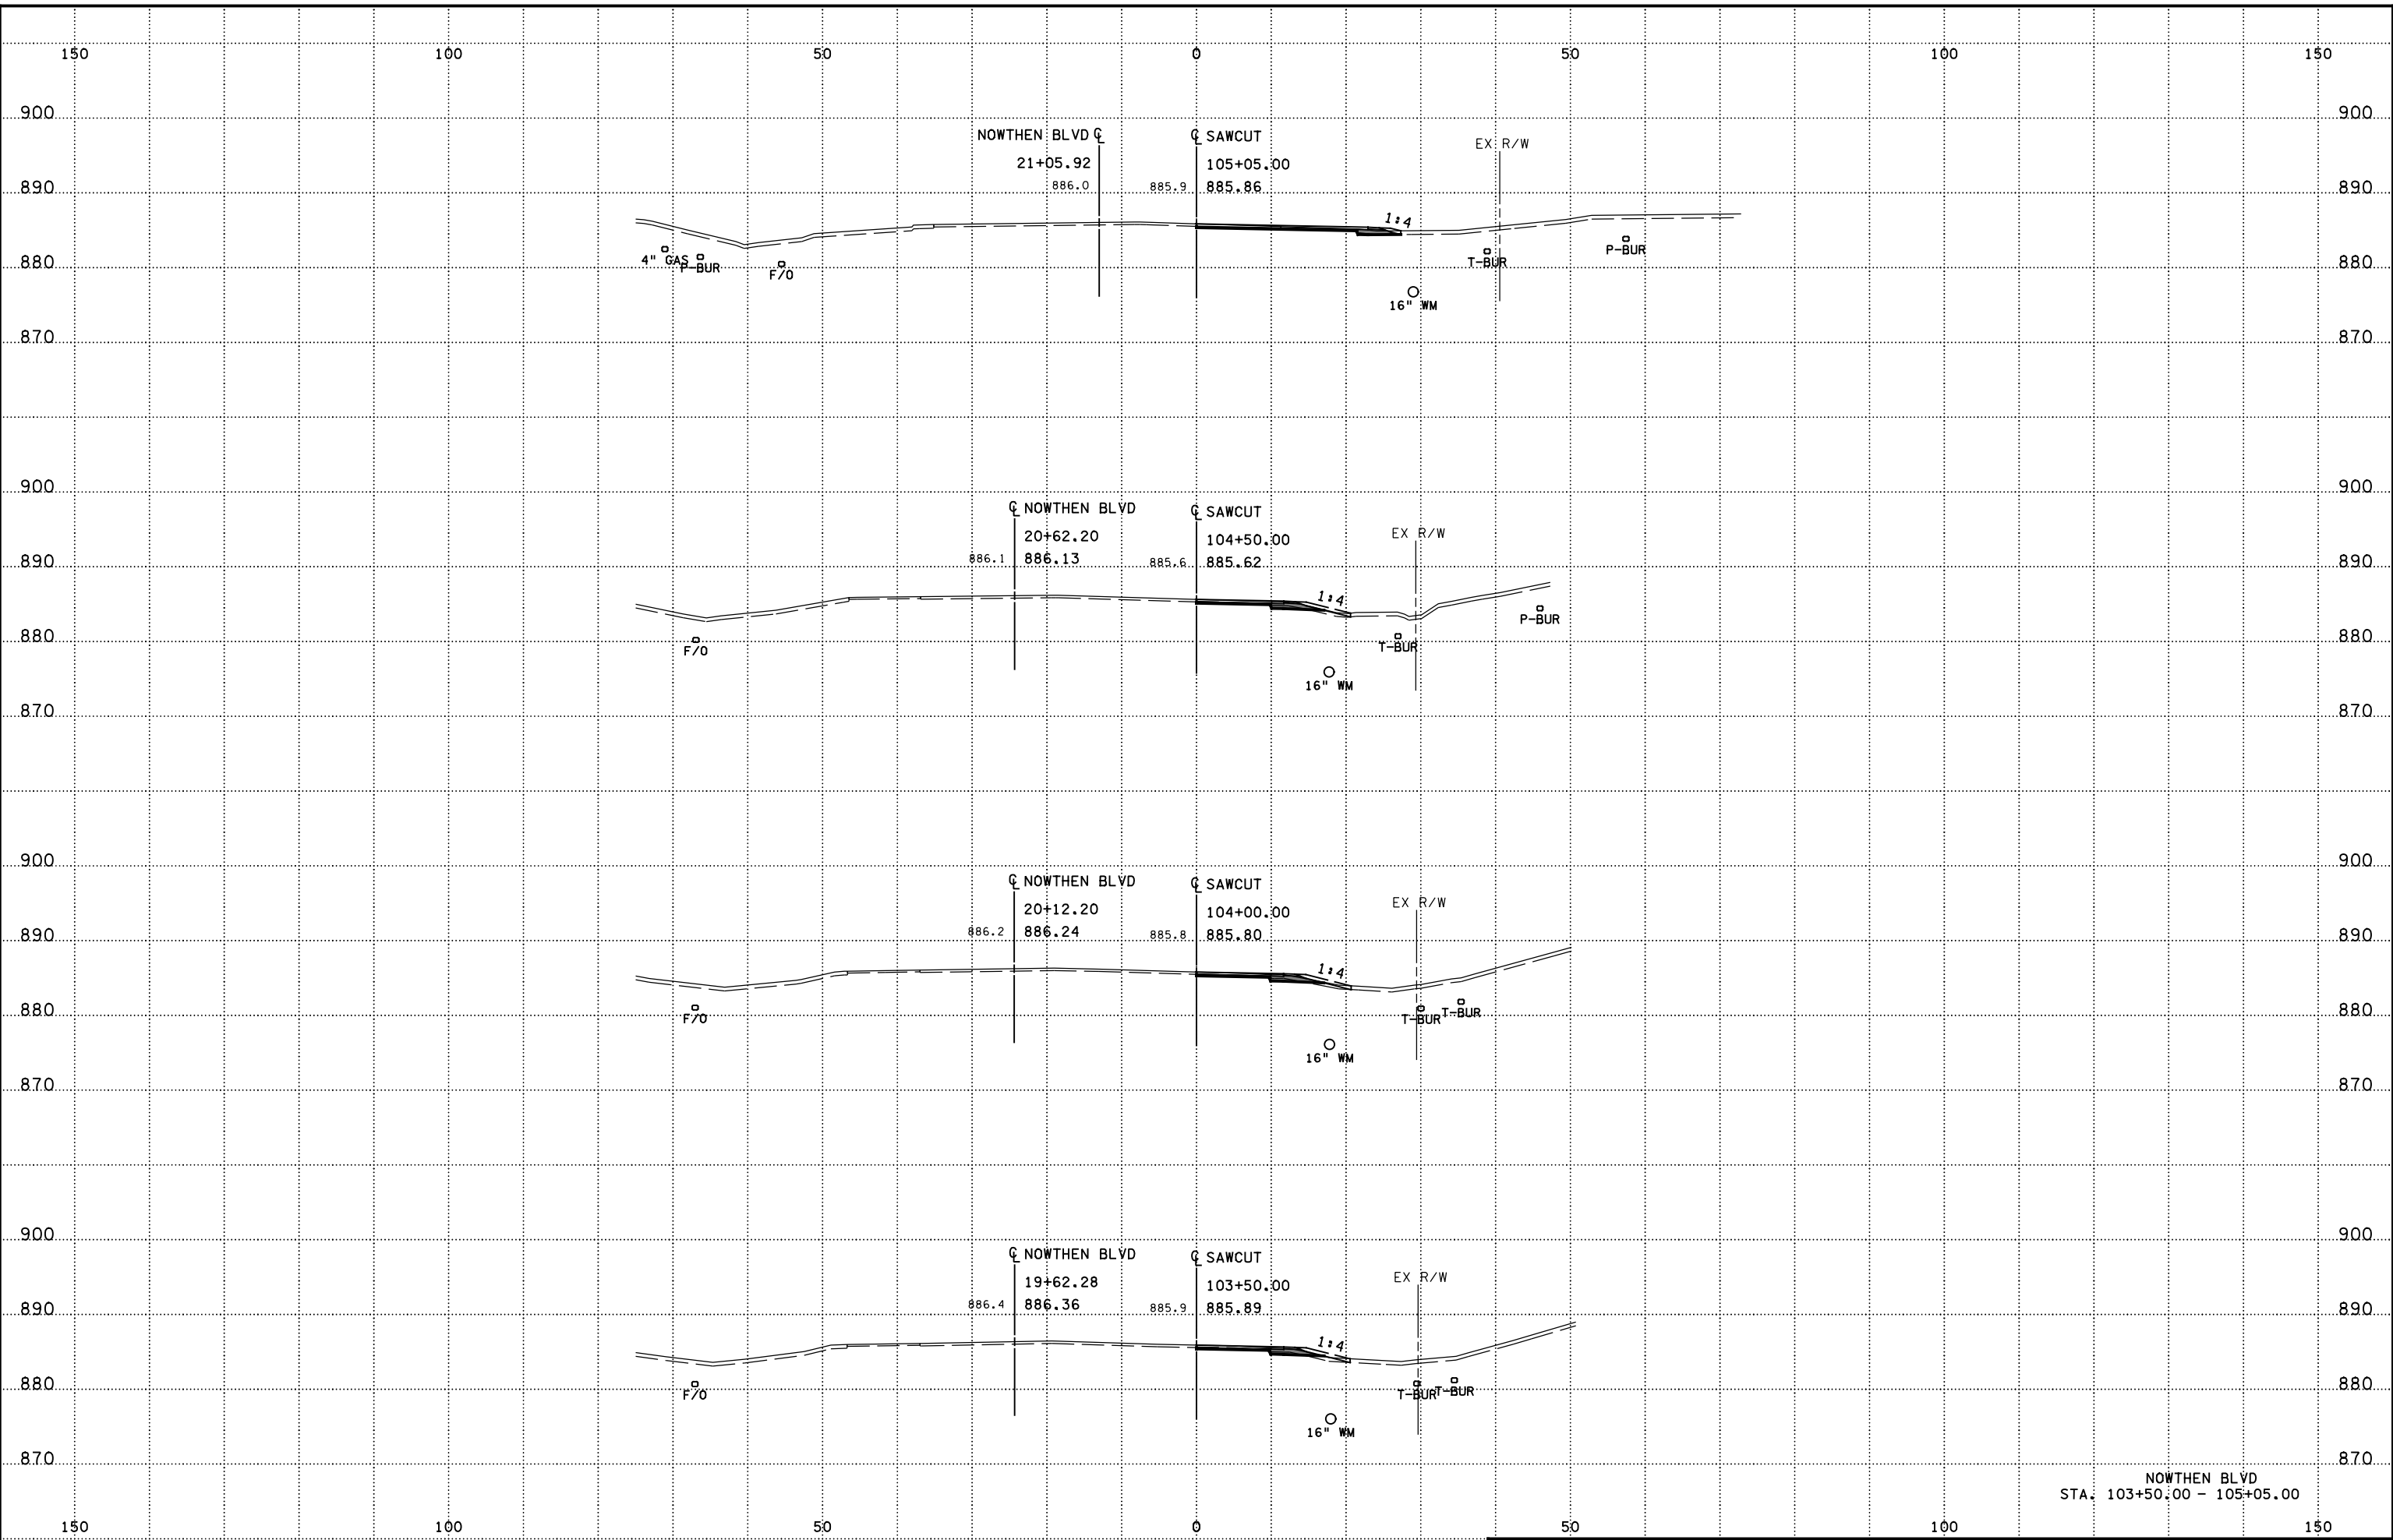 150 100 50 0 50 100 150
900 900
NOWTHEN BLVD ℄ ℄ SAWCUT EX R/W
21+05.92 105+05.00
890 886.0 885.9 885.86 890
1:4
4" GAS P-BUR F/O T-BUR P-BUR
880 880
16" WM
870 870
900 900
℄ NOWTHEN BLVD ℄ SAWCUT EX R/W
20+62.20 104+50.00
890 886.1 886.13 885.6 885.62 890
1:4
P-BUR
880 F/O T-BUR 880
16" WM
870 870
900 900
℄ NOWTHEN BLVD ℄ SAWCUT EX R/W
20+12.20 104+00.00
890 886.2 886.24 885.8 885.80 890
1:4
880 F/O T-BUR T-BUR 880
16" WM
870 870
900 900
℄ NOWTHEN BLVD ℄ SAWCUT EX R/W
19+62.28 103+50.00
890 886.4 886.36 885.9 885.89 890
1:4
880 F/O T-BUR T-BUR 880
16" WM
870 870
NOWTHEN BLVD
STA. 103+50.00 - 105+05.00
150 100 50 0 50 100 150